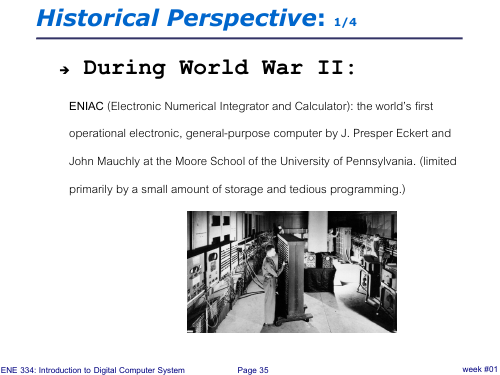 Historical Perspective: 1/4
➔ During World War II:
ENIAC (Electronic Numerical Integrator and Calculator): the world's first
operational electronic, general-purpose computer by J. Presper Eckert and
John Mauchly at the Moore School of the University of Pennsylvania. (limited
primarily by a small amount of storage and tedious programming.)
ENE 334: Introduction to Digital Computer System Page 35 week #01